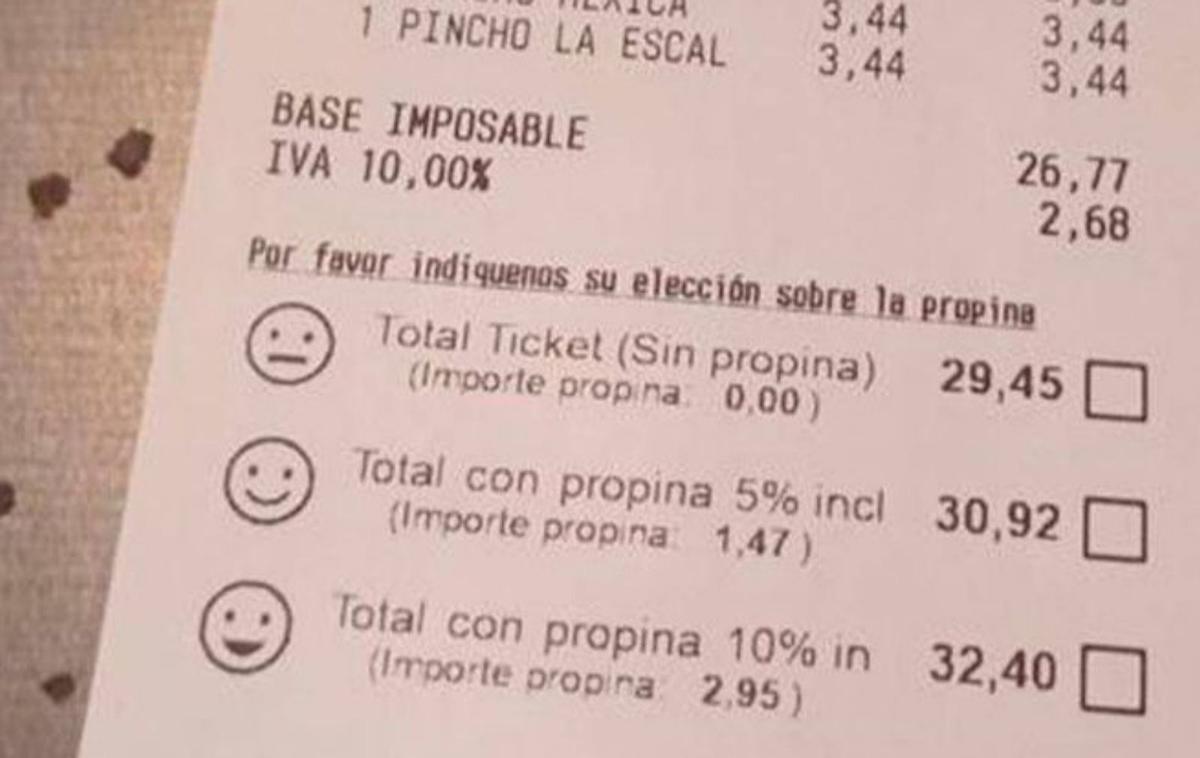 MEXICA 3,44 3,44
1 PINCHO LA ESCAL 3,44 3,44
BASE IMPOSABLE 26,77
IVA 10,00% 2,68
Por favor indiquenos su elección sobre la propina
Total Ticket (Sin propina) 29,45
(Importe propina: 0,00)
Total con propina 5% incl 30,92
(Importe propina: 1,47)
Total con propina 10% in 32,40
(Importe propina: 2,95)